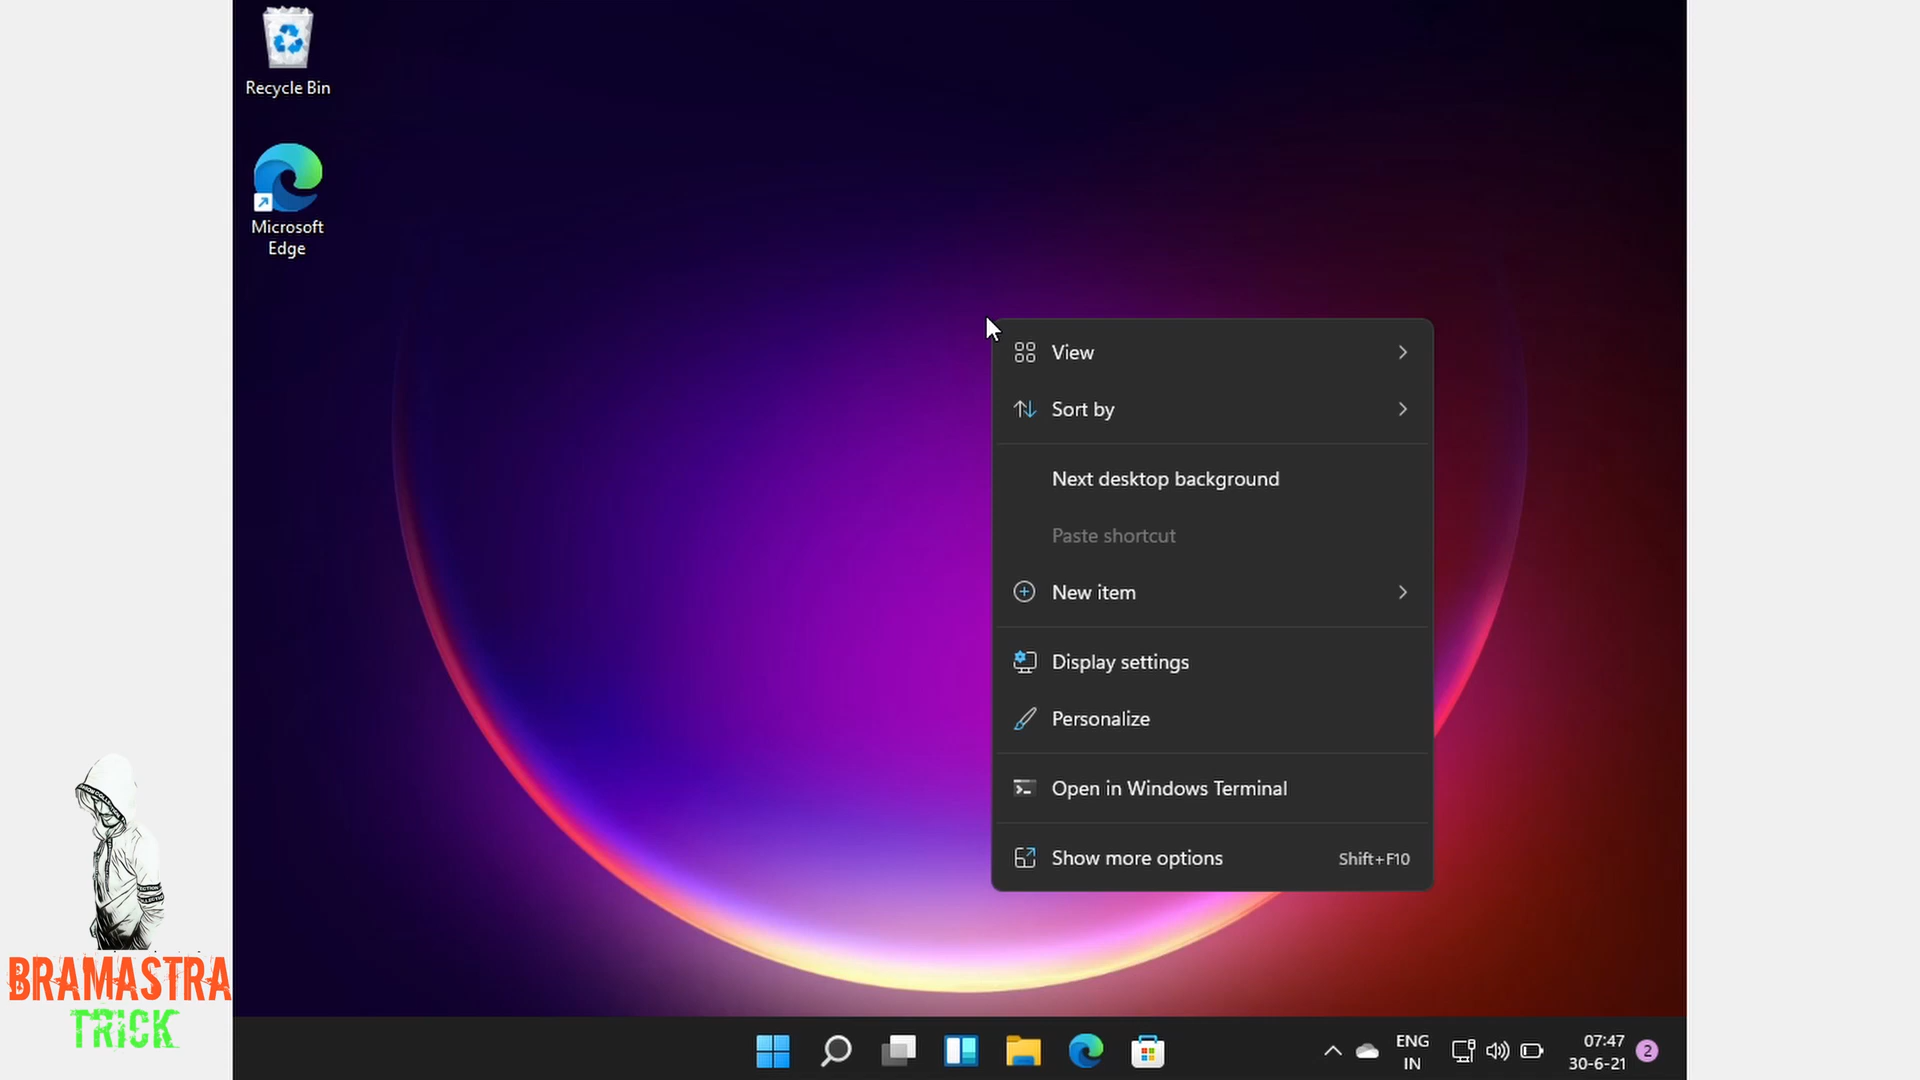 Recycle Bin
Microsoft
Edge
View
Sort by
Next desktop background
Paste shortcut
New item
Display settings
Personalize
Open in Windows Terminal
Show more options Shift+F10
BRAMASTRA
TRICK
ENG
IN
07:47
30-6-21
2